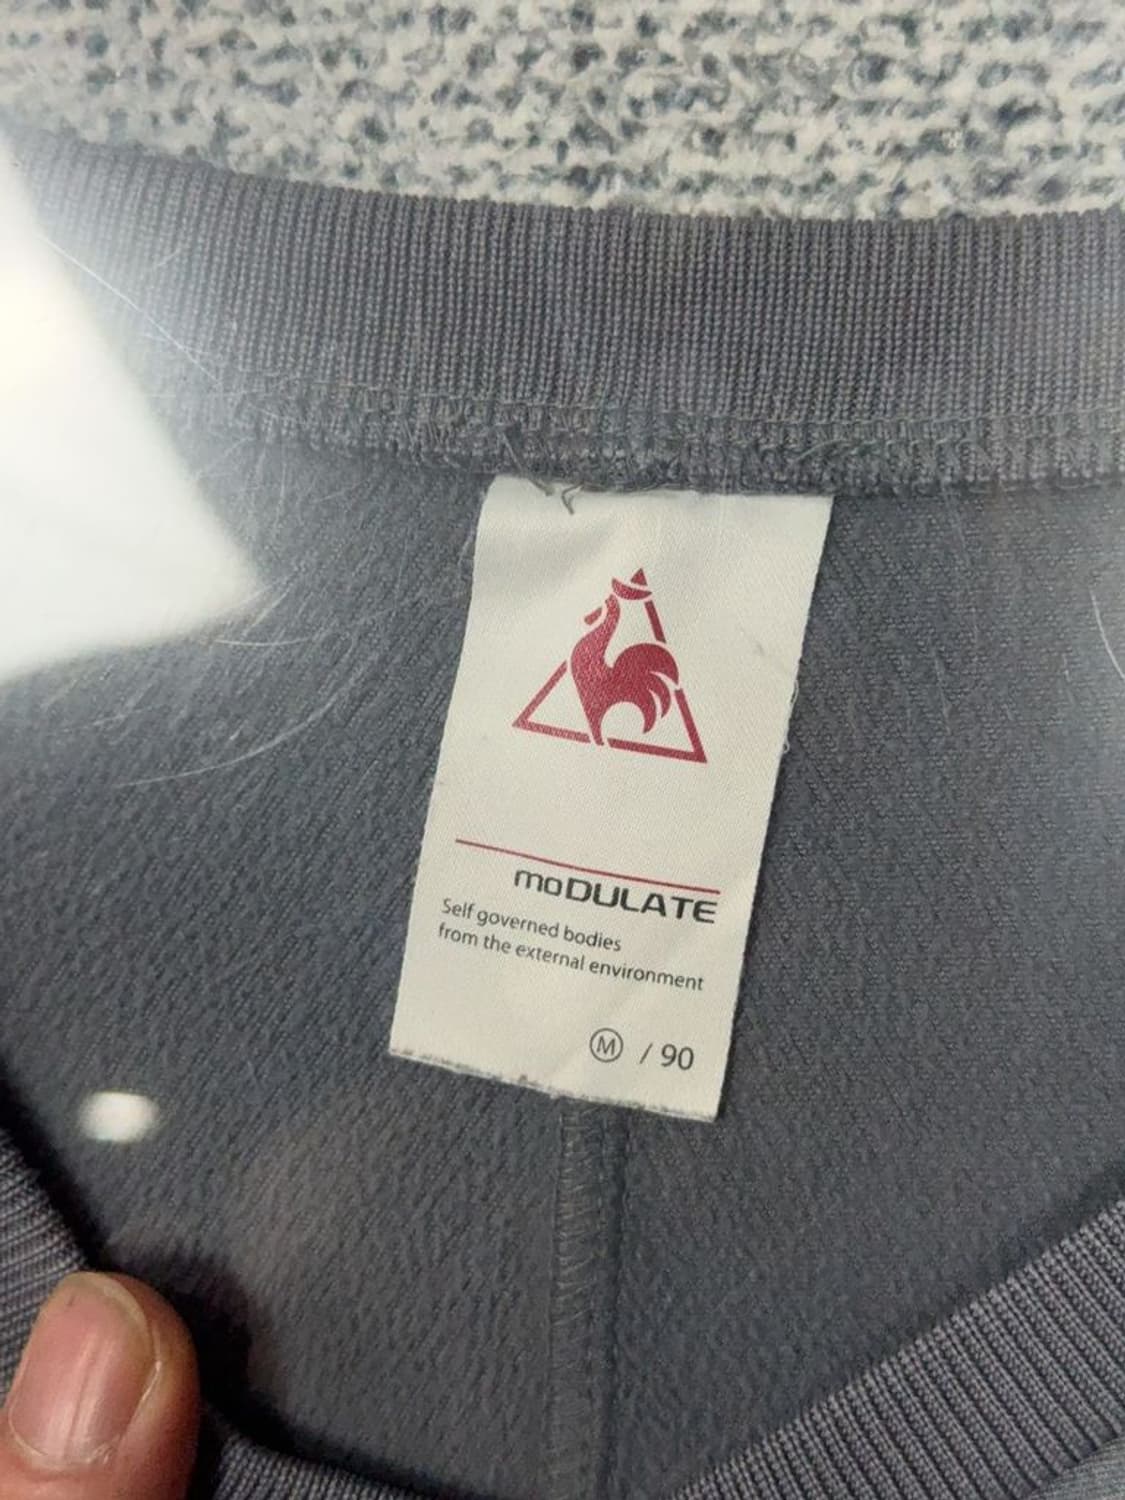 moDULATE
Self governed bodies
from the external environment
Ⓜ / 90